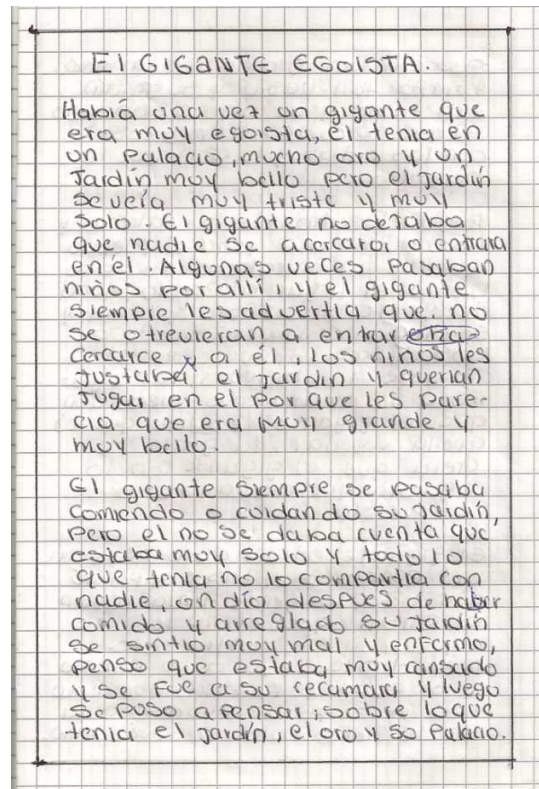 El GIGANTE EGOISTA.
Habia una vez un gigante que
era muy egoista, el tenia en
un palacio, mucho oro y un
Jardín muy bello pero el jardín
se veía muy triste y muy
solo. El gigante no dejaba
que nadie se acercara, o entrara
en él. Algunas veces pasaban
niños por allí, y el gigante
siempre les advertia que no
se otrevieran a entrar o a
cercarce a él, los niños les
justaba el jardín y querian
jugar en el por que les pare-
cia que era muy grande y
muy bello.
El gigante siempre se pasaba
comiendo o cuidando su jardín,
pero el no se daba cuenta que
estaba muy solo y todo lo
que tenia no lo compartia con
nadie, un día despues de habir
comido y arreglado su jardín
se sintio muy mal y enfermo,
penso que estaba muy cansado
y se fue a su recamara y luego
se puso a pensar, sobre lo que
tenia el jardín, el oro y so palacio.